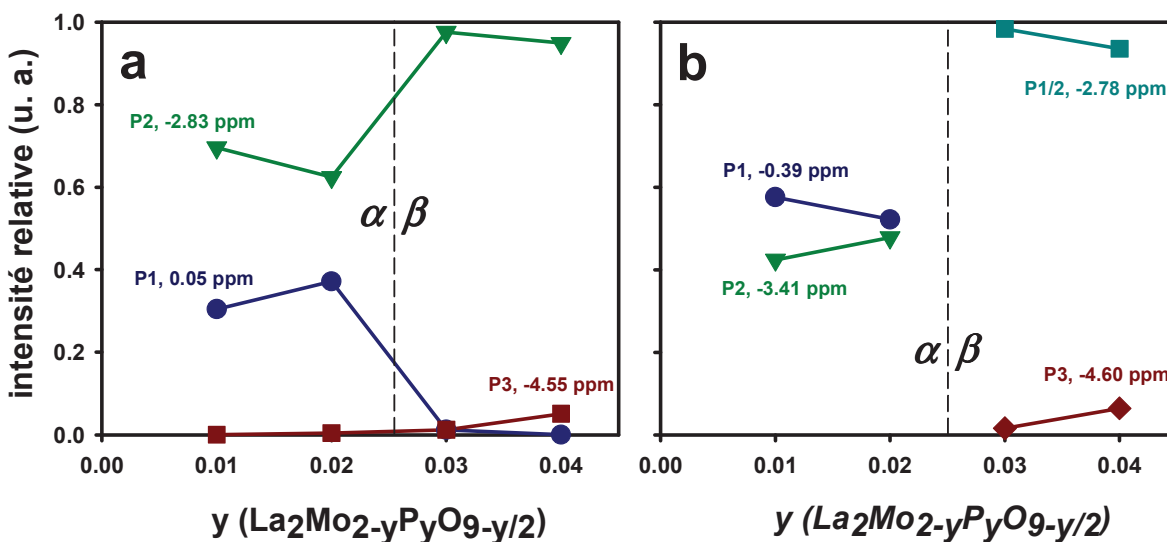 a
b
intensité relative (u. a.)
1.0
0.8
0.6
0.4
0.2
0.0
P2, -2.83 ppm
P1, 0.05 ppm
P3, -4.55 ppm
α β
0.00 0.01 0.02 0.03 0.04
y (La2Mo2-yPyO9-y/2)
P1/2, -2.78 ppm
P1, -0.39 ppm
P2, -3.41 ppm
α β
P3, -4.60 ppm
0.00 0.01 0.02 0.03 0.04
y (La2Mo2-yPyO9-y/2)